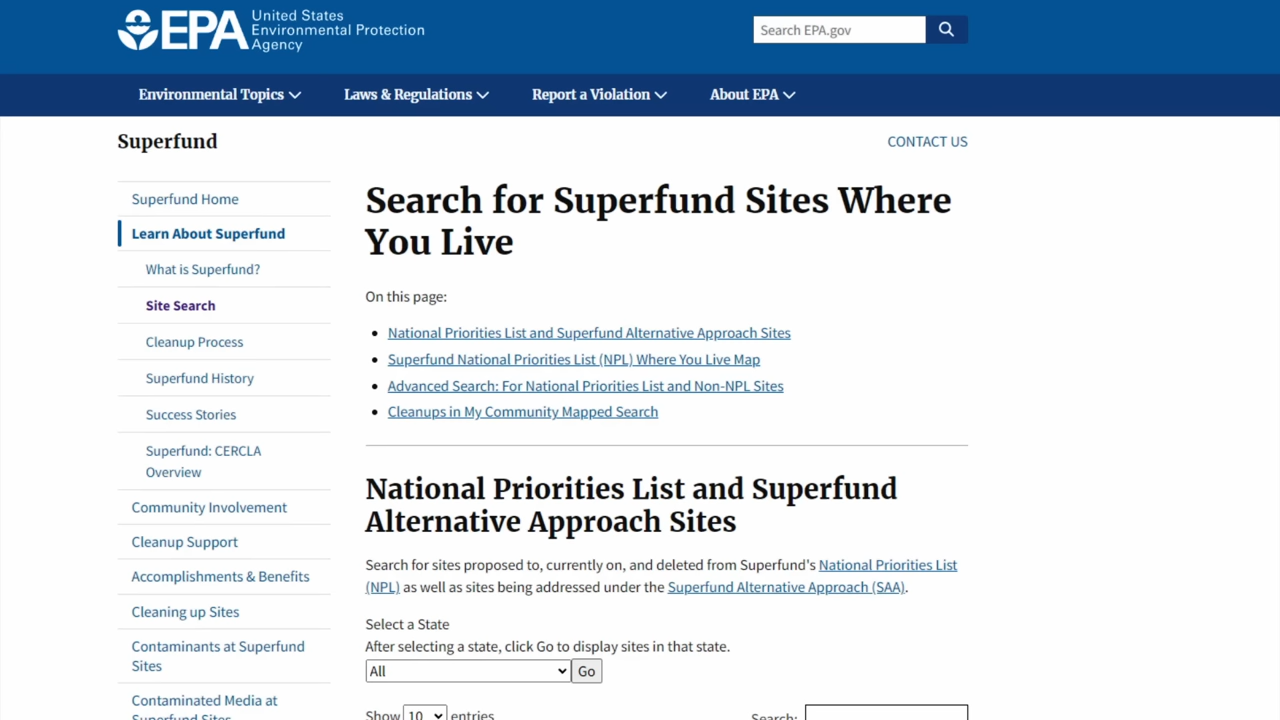 EPA
United States
Environmental Protection
Agency
Search EPA.gov
Environmental Topics
Laws & Regulations
Report a Violation
About EPA
Superfund
CONTACT US
Superfund Home
Learn About Superfund
What is Superfund?
Site Search
Cleanup Process
Superfund History
Success Stories
Superfund: CERCLA
Overview
Community Involvement
Cleanup Support
Accomplishments & Benefits
Cleaning up Sites
Contaminants at Superfund
Sites
Contaminated Media at
Superfund Sites
Search for Superfund Sites Where
You Live
On this page:
National Priorities List and Superfund Alternative Approach Sites
Superfund National Priorities List (NPL) Where You Live Map
Advanced Search: For National Priorities List and Non-NPL Sites
Cleanups in My Community Mapped Search
National Priorities List and Superfund
Alternative Approach Sites
Search for sites proposed to, currently on, and deleted from Superfund's National Priorities List
(NPL) as well as sites being addressed under the Superfund Alternative Approach (SAA).
Select a State
After selecting a state, click Go to display sites in that state.
All Go
Show 10 entries Search: